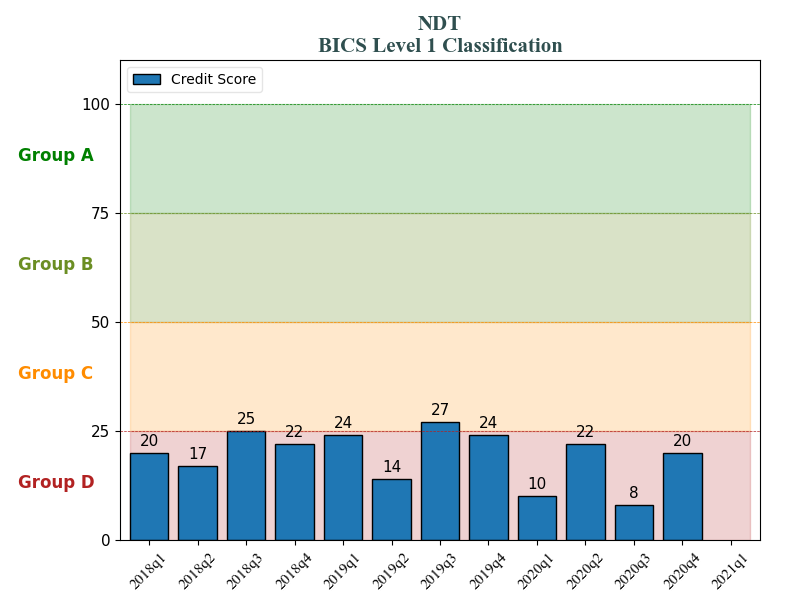 NDT
BICS Level 1 Classification
Credit Score
100
Group A
75
Group B
50
Group C
25
Group D
0
20
17
25
22
24
14
27
24
10
22
8
20
2018q1
2018q2
2018q3
2018q4
2019q1
2019q2
2019q3
2019q4
2020q1
2020q2
2020q3
2020q4
2021q1